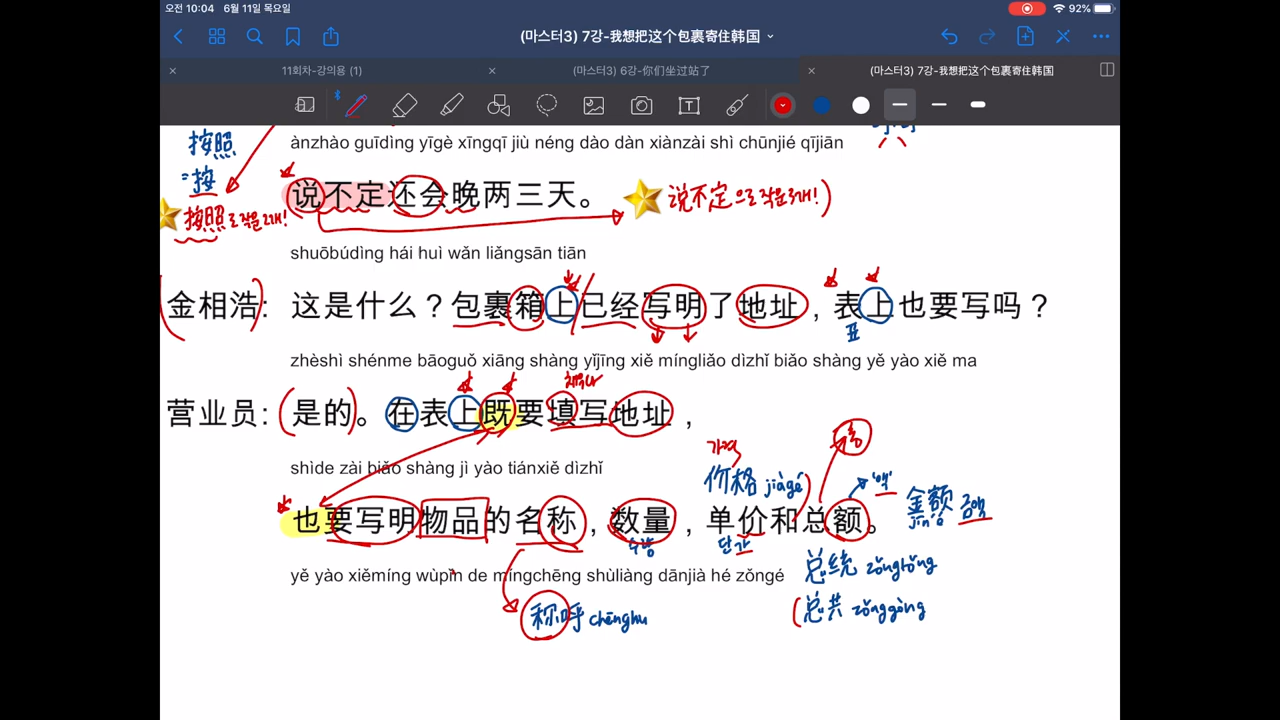 오전 10:04 6월 11일 목요일
92%
(마스터3) 7강-我想把这个包裹寄住韩国
11회차-강의용 (1)
(마스터3) 6강-你们坐过站了
(마스터3) 7강-我想把这个包裹寄住韩国
按照
=按
按照로 작문 2개!
ànzhào guīdìng yīgè xīngqī jiù néng dào dàn xiànzài shì chūnjié qījiān
说不定还会晚两三天。
说不定으로 작문 2개!)
shuōbúdìng hái huì wǎn liǎngsān tiān
金相浩: 这是什么？包裹箱上已经写明了地址，表上也要写吗？
표
zhèshì shénme bāoguǒ xiāng shàng yǐjīng xiě míngliǎo dìzhǐ biǎo shàng yě yào xiě ma
营业员: 是的。在表上既要填写地址，
shìde zài biǎo shàng jì yào tiánxiě dìzhǐ
가격
价格 jiàgé
총
'액'
金额 금액
jīn'é
也要写明物品的名称，数量，单价和总额。
수량
단가
yě yào xiěmíng wùpǐn de míngchēng shùliàng dānjià hé zǒngé
总统 zǒngtǒng
称呼 chēnghu
(总共 zǒnggòng